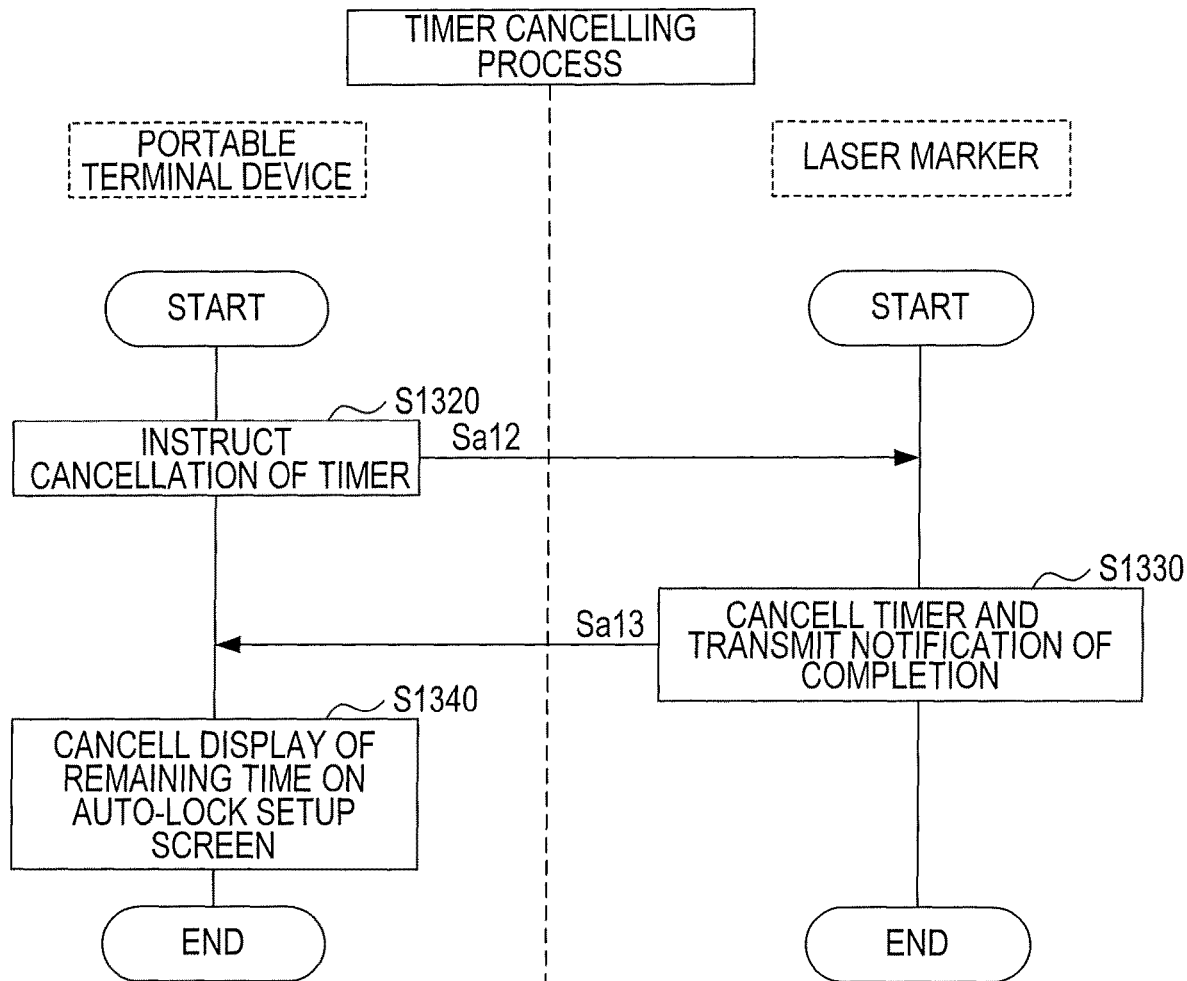 TIMER CANCELLING
PROCESS
PORTABLE
TERMINAL DEVICE
LASER MARKER
START
START
S1320
INSTRUCT
CANCELLATION OF TIMER
Sa12
S1330
CANCELL TIMER AND
TRANSMIT NOTIFICATION OF
COMPLETION
Sa13
S1340
CANCELL DISPLAY OF
REMAINING TIME ON
AUTO-LOCK SETUP
SCREEN
END
END